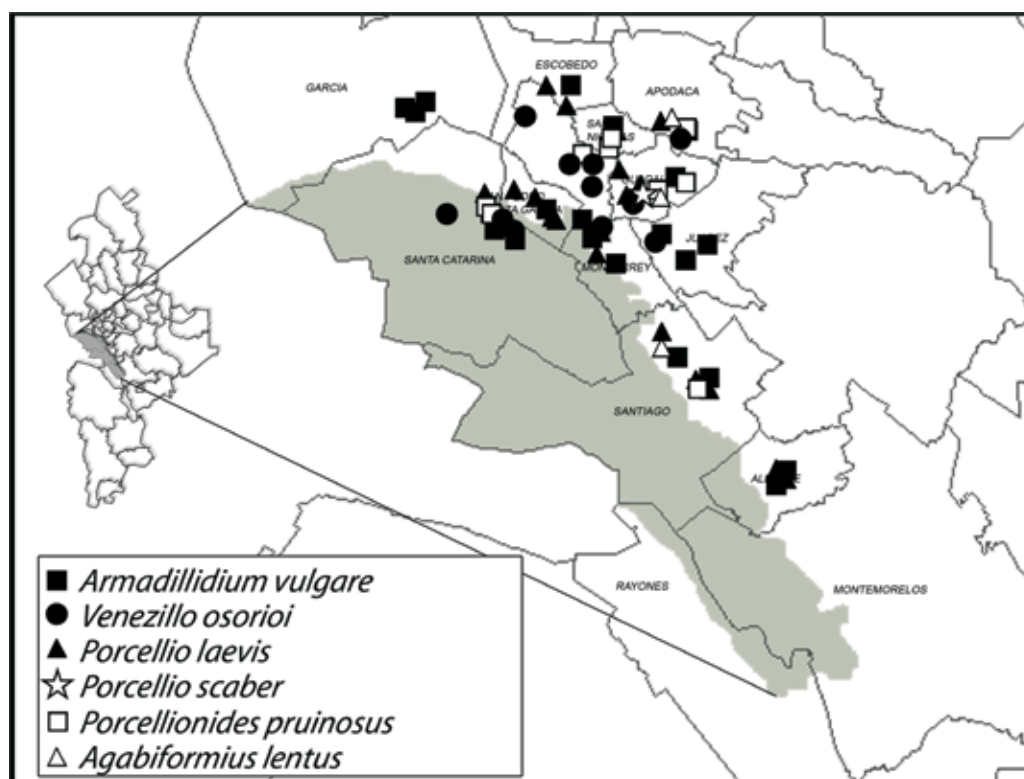 ESCOBEDO
GARCIA
APODACA
SANTA CATARINA
SANTIAGO
RAYONES
MONTEMORELOS
Armadillidium vulgare
Venezillo osorioi
Porcellio laevis
Porcellio scaber
Porcellionides pruinosus
Agabiformius lentus